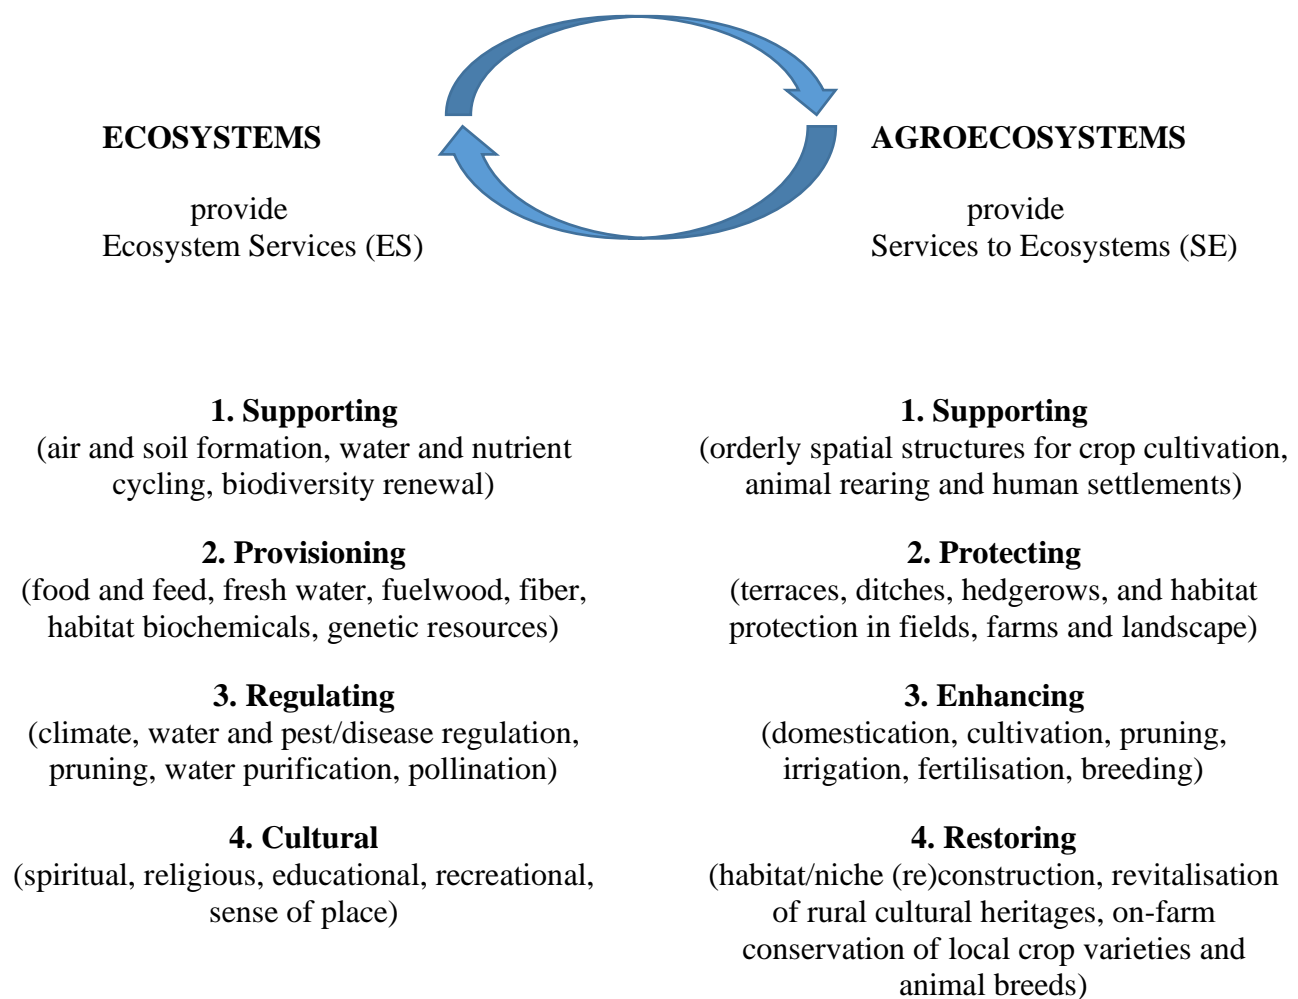 ECOSYSTEMS
provide
Ecosystem Services (ES)
AGROECOSYSTEMS
provide
Services to Ecosystems (SE)
1. Supporting
(air and soil formation, water and nutrient
cycling, biodiversity renewal)
2. Provisioning
(food and feed, fresh water, fuelwood, fiber,
habitat biochemicals, genetic resources)
3. Regulating
(climate, water and pest/disease regulation,
pruning, water purification, pollination)
4. Cultural
(spiritual, religious, educational, recreational,
sense of place)
1. Supporting
(orderly spatial structures for crop cultivation,
animal rearing and human settlements)
2. Protecting
(terraces, ditches, hedgerows, and habitat
protection in fields, farms and landscape)
3. Enhancing
(domestication, cultivation, pruning,
irrigation, fertilisation, breeding)
4. Restoring
(habitat/niche (re)construction, revitalisation
of rural cultural heritages, on-farm
conservation of local crop varieties and
animal breeds)